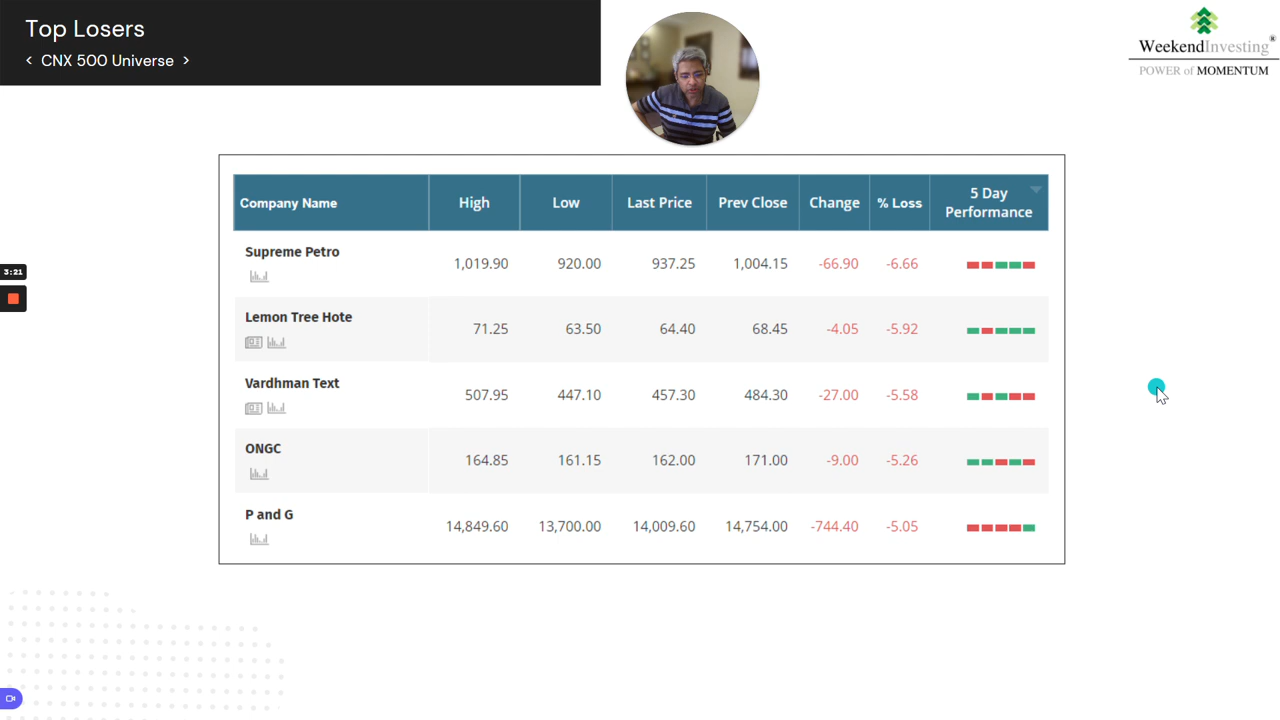 Top Losers
< CNX 500 Universe >
WeekendInvesting®
POWER of MOMENTUM
3:21
Company Name High Low Last Price Prev Close Change % Loss 5 Day Performance
Supreme Petro 1,019.90 920.00 937.25 1,004.15 -66.90 -6.66
Lemon Tree Hote 71.25 63.50 64.40 68.45 -4.05 -5.92
Vardhman Text 507.95 447.10 457.30 484.30 -27.00 -5.58
ONGC 164.85 161.15 162.00 171.00 -9.00 -5.26
P and G 14,849.60 13,700.00 14,009.60 14,754.00 -744.40 -5.05